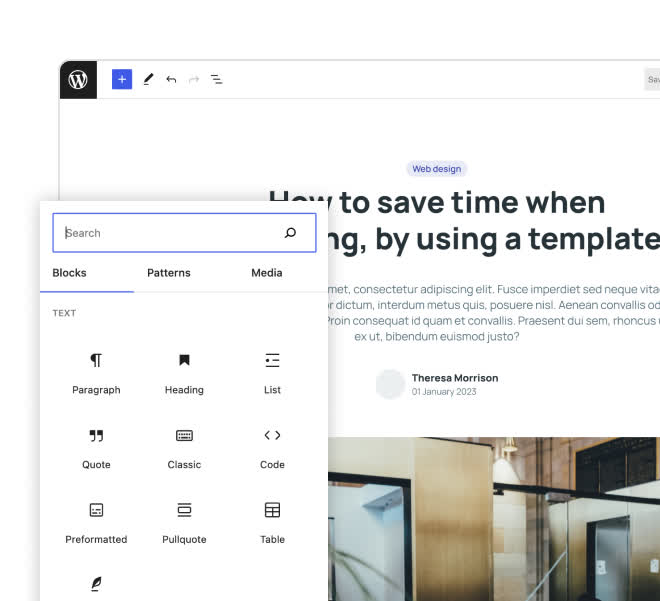 Sav
Web design
How to save time when
ng, by using a template
Search
Blocks Patterns Media
met, consectetur adipiscing elit. Fusce imperdiet sed neque vitae
or dictum, interdum metus quis, posuere nisl. Aenean convallis od
Proin consequat id quam et convallis. Praesent dui sem, rhoncus u
ex ut, bibendum euismod justo?
TEXT
Theresa Morrison
01 January 2023
Paragraph Heading List
Quote Classic Code
Preformatted Pullquote Table